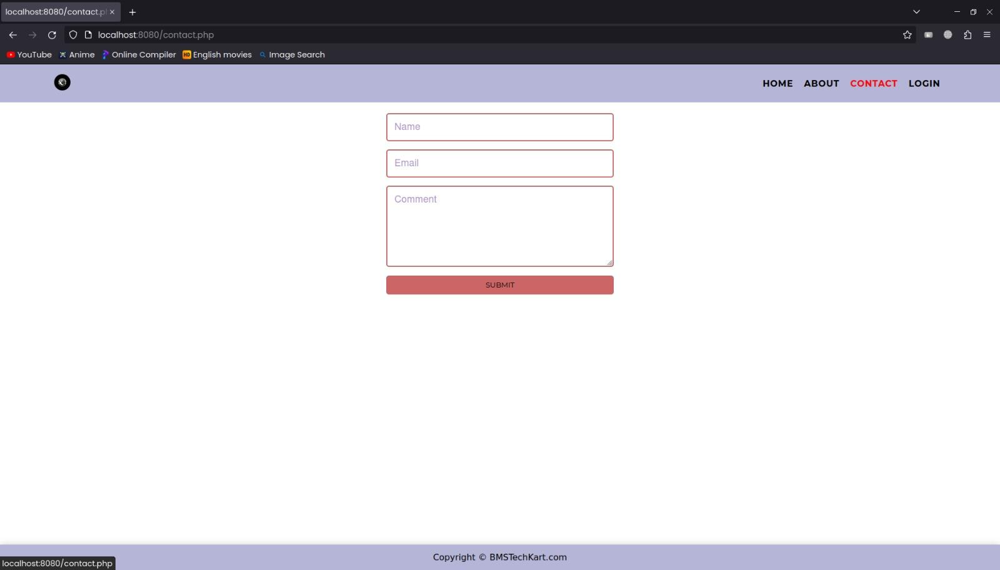 localhost:8080/contact.p
localhost:8080/contact.php
YouTube Anime Online Compiler HD English movies Image Search
HOME ABOUT CONTACT LOGIN
Name
Email
Comment
SUBMIT
Copyright © BMSTechKart.com
localhost:8080/contact.php